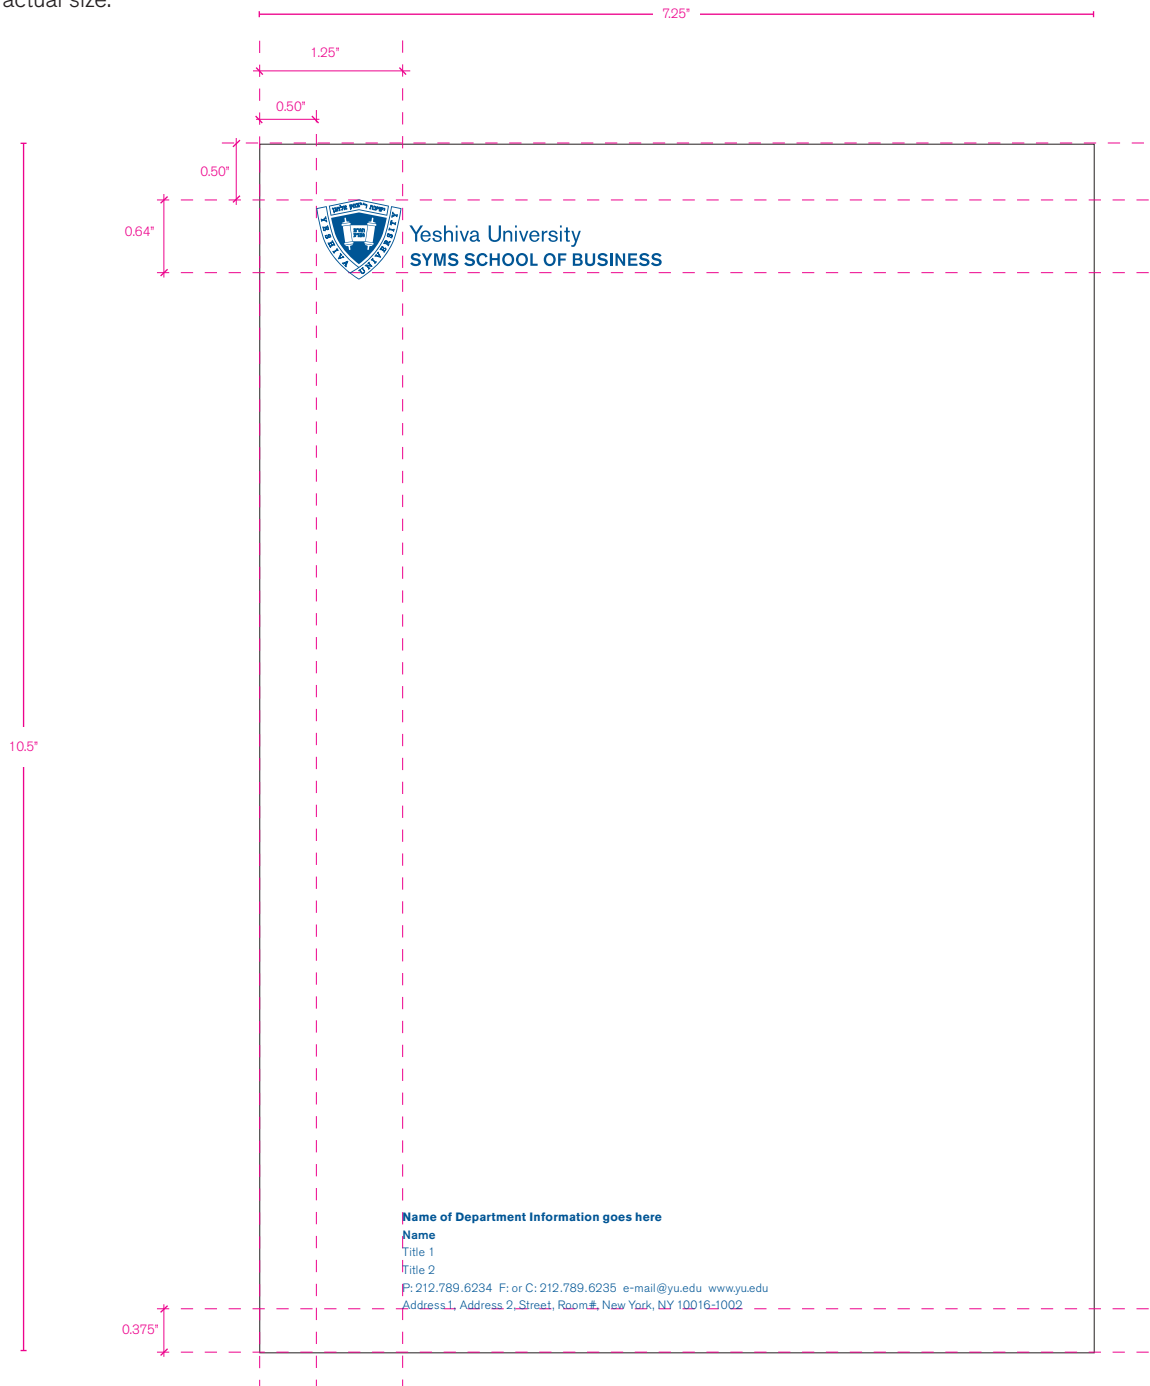 actual size.
7.25"
1.25"
0.50"
0.50"
0.64"
YESHIVA UNIVERSITY
Yeshiva University
SYMS SCHOOL OF BUSINESS
10.5"
Name of Department Information goes here
Name
Title 1
Title 2
P: 212.789.6234 F: or C: 212.789.6235 e-mail@yu.edu www.yu.edu
Address 1, Address 2, Street, Room#, New York, NY 10016-1002
0.375"